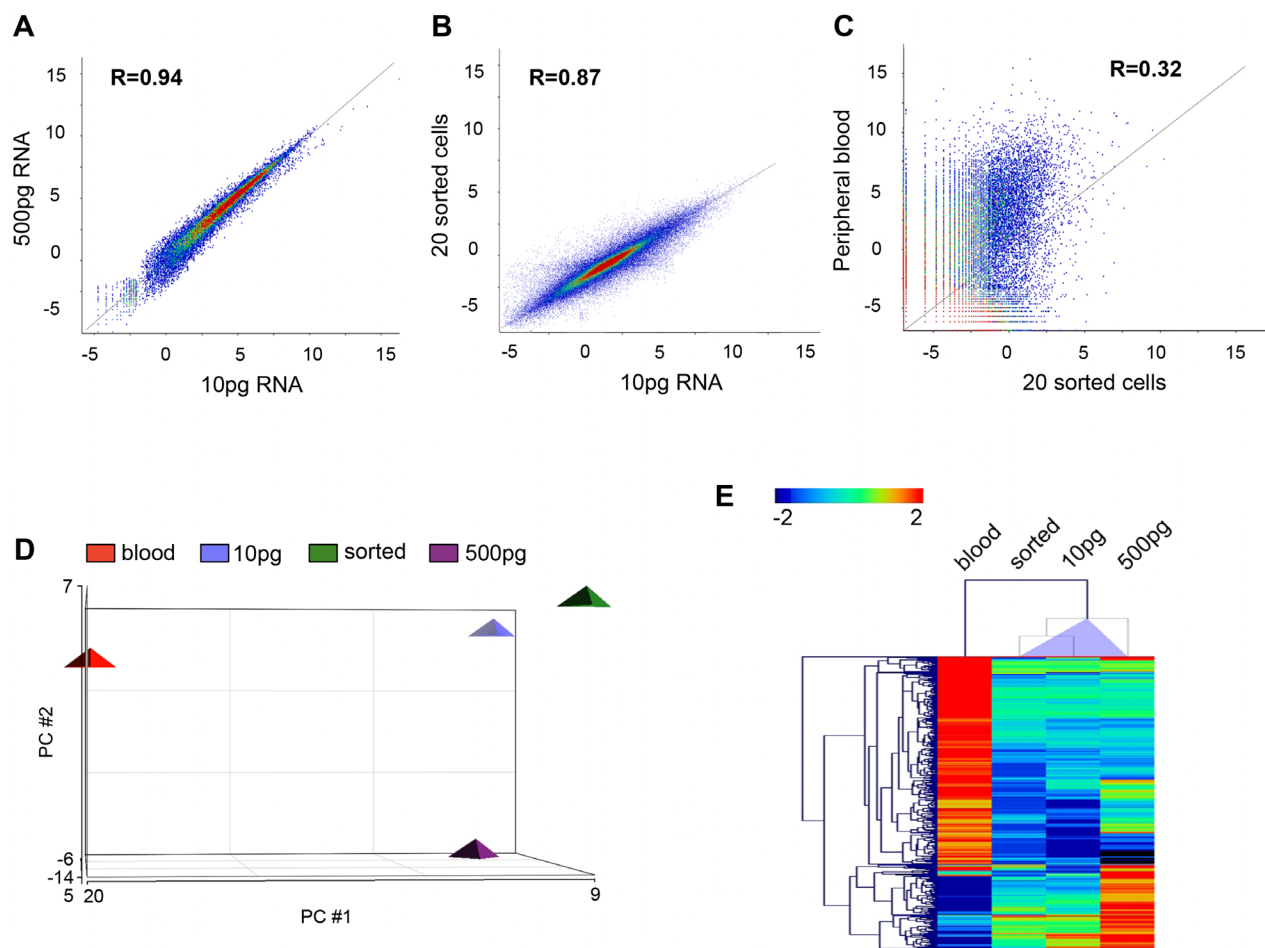 A
R=0.94
15
10
5
0
-5
500pg RNA
-5 0 5 10 15
10pg RNA
B
R=0.87
15
10
5
0
-5
20 sorted cells
-5 0 5 10 15
10pg RNA
C
R=0.32
15
10
5
0
-5
Peripheral blood
-5 0 5 10 15
20 sorted cells
D
blood 10pg sorted 500pg
7
PC #2
-6
-14
5 20 9
PC #1
E
-2 2
blood sorted 10pg 500pg